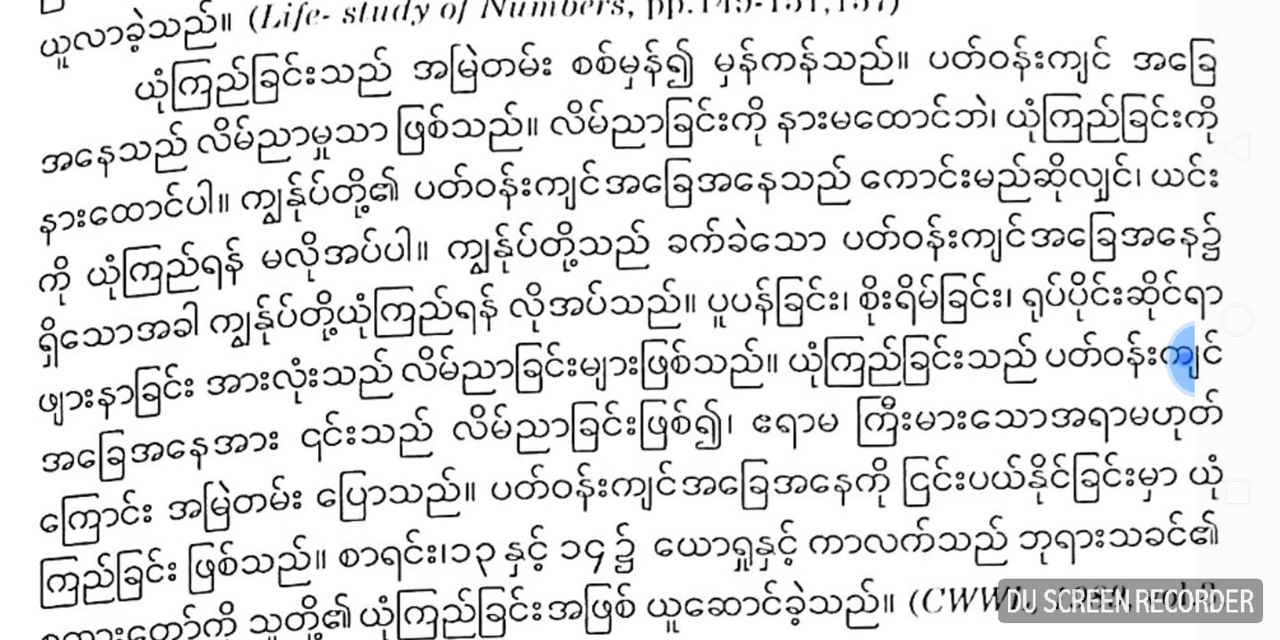 ယူလာခဲ့သည်။ (Life- study of Numbers, pp.
ယုံကြည်ခြင်းသည် အမြဲတမ်း စစ်မှန်၍ မှန်ကန်သည်။ ပတ်ဝန်းကျင် အခြေ
အနေသည် လိမ်ညာမှုသာ ဖြစ်သည်။ လိမ်ညာခြင်းကို နားမထောင်ဘဲ၊ ယုံကြည်ခြင်းကို
နားထောင်ပါ။ ကျွန်ုပ်တို့၏ ပတ်ဝန်းကျင်အခြေအနေသည် ကောင်းမည်ဆိုလျှင်၊ ယင်း
ကို ယုံကြည်ရန် မလိုအပ်ပါ။ ကျွန်ုပ်တို့သည် ခက်ခဲသော ပတ်ဝန်းကျင်အခြေအနေ၌
ရှိသောအခါ ကျွန်ုပ်တို့ယုံကြည်ရန် လိုအပ်သည်။ ပူပန်ခြင်း၊ စိုးရိမ်ခြင်း၊ ရုပ်ပိုင်းဆိုင်ရာ
ဖျားနာခြင်း အားလုံးသည် လိမ်ညာခြင်းများဖြစ်သည်။ ယုံကြည်ခြင်းသည် ပတ်ဝန်းကျင်
အခြေအနေအား ၎င်းသည် လိမ်ညာခြင်းဖြစ်၍၊ ဧရာမ ကြီးမားသောအရာမဟုတ်
ကြောင်း အမြဲတမ်း ပြောသည်။ ပတ်ဝန်းကျင်အခြေအနေကို ငြင်းပယ်နိုင်ခြင်းမှာ ယုံ
ကြည်ခြင်း ဖြစ်သည်။ စာရင်း၊၁၃ နှင့် ၁၄ ၌ ယောရှုနှင့် ကာလက်သည် ဘုရားသခင်၏
သူတို့၏ ယုံကြည်ခြင်းအဖြစ် ယူဆောင်ခဲ့သည်။ (CWWL,
DU SCREEN RECORDER